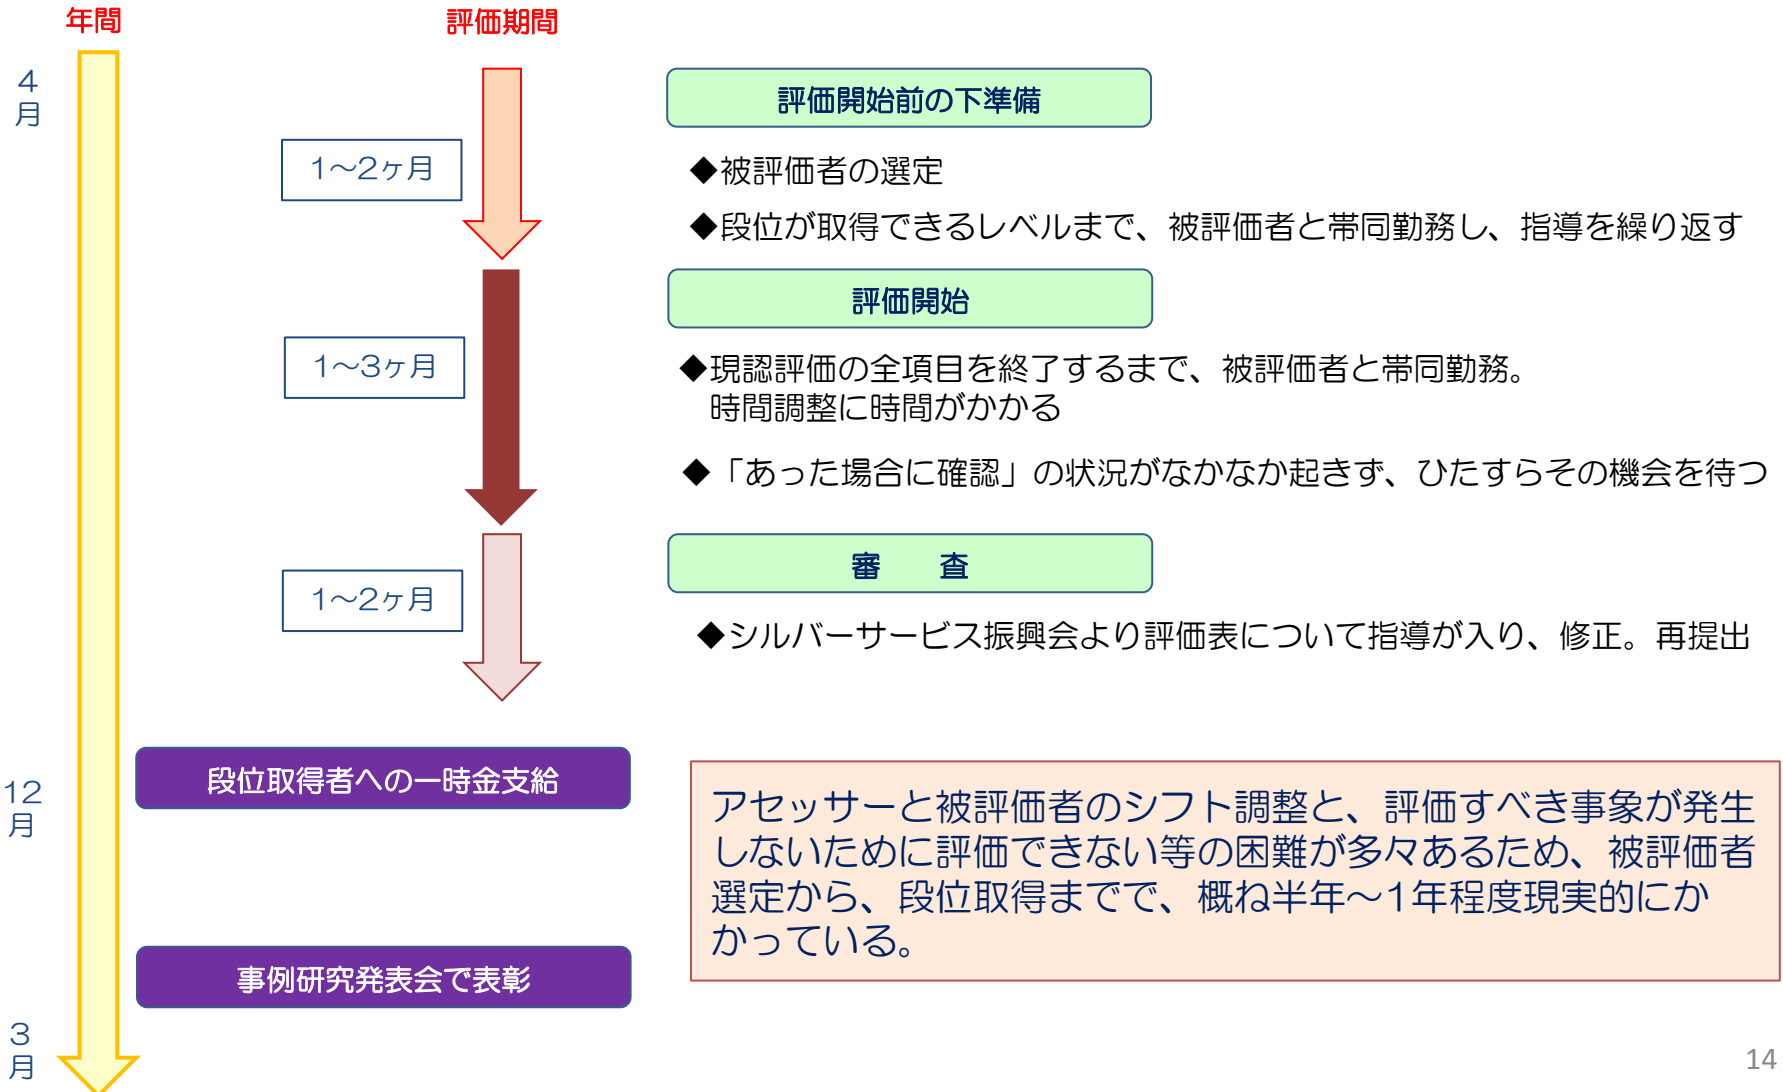 年間
評価期間
4
月
評価開始前の下準備
1～2ヶ月
◆被評価者の選定
◆段位が取得できるレベルまで、被評価者と帯同勤務し、指導を繰り返す
評価開始
1～3ヶ月
◆現認評価の全項目を終了するまで、被評価者と帯同勤務。
時間調整に時間がかかる
◆「あった場合に確認」の状況がなかなか起きず、ひたすらその機会を待つ
審　　査
1～2ヶ月
◆シルバーサービス振興会より評価表について指導が入り、修正。再提出
段位取得者への一時金支給
12
月
アセッサーと被評価者のシフト調整と、評価すべき事象が発生
しないために評価できない等の困難が多々あるため、被評価者
選定から、段位取得までで、概ね半年～1年程度現実的にか
かっている。
事例研究発表会で表彰
3
月
14